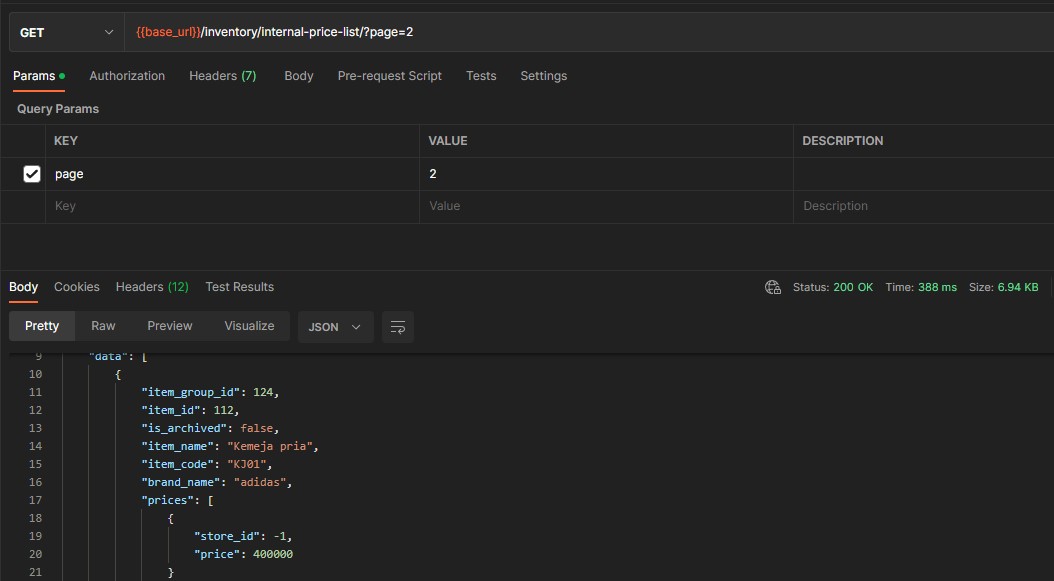 GET {{base_url}}/inventory/internal-price-list/?page=2
Params Authorization Headers (7) Body Pre-request Script Tests Settings
Query Params
KEY VALUE DESCRIPTION
page 2
Key Value Description
Body Cookies Headers (12) Test Results Status: 200 OK Time: 388 ms Size: 6.94 KB
Pretty Raw Preview Visualize JSON
9 "data": [
10 {
11 "item_group_id": 124,
12 "item_id": 112,
13 "is_archived": false,
14 "item_name": "Kemeja pria",
15 "item_code": "KJ01",
16 "brand_name": "adidas",
17 "prices": [
18 {
19 "store_id": -1,
20 "price": 400000
21 }